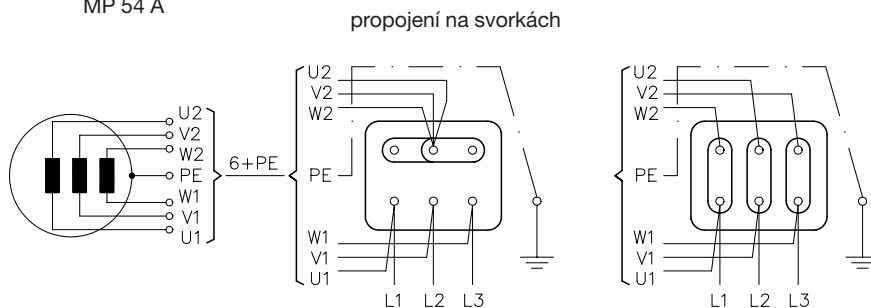 MP 54 A
propojení na svorkách
U2
V2
W2
PE
W1
V1
U1
6+PE
U2
V2
W2
PE
W1
V1
U1
L1 L2 L3
U2
V2
W2
PE
W1
V1
U1
L1 L2 L3